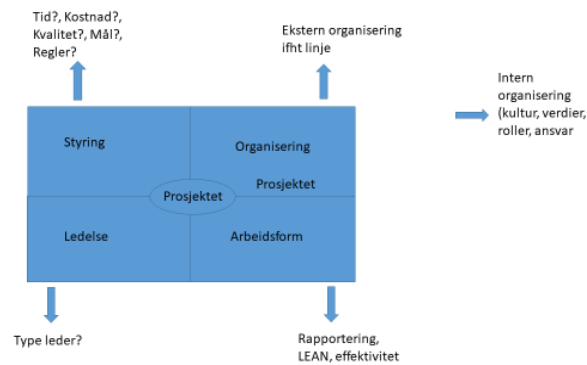 Tid?, Kostnad?,
Kvalitet?, Mål?,
Regler?
Ekstern organisering
ifht linje
Intern
organisering
(kultur, verdier,
roller, ansvar
Styring
Organisering
Prosjektet
Prosjektet
Ledelse
Arbeidsform
Type leder?
Rapportering,
LEAN, effektivitet